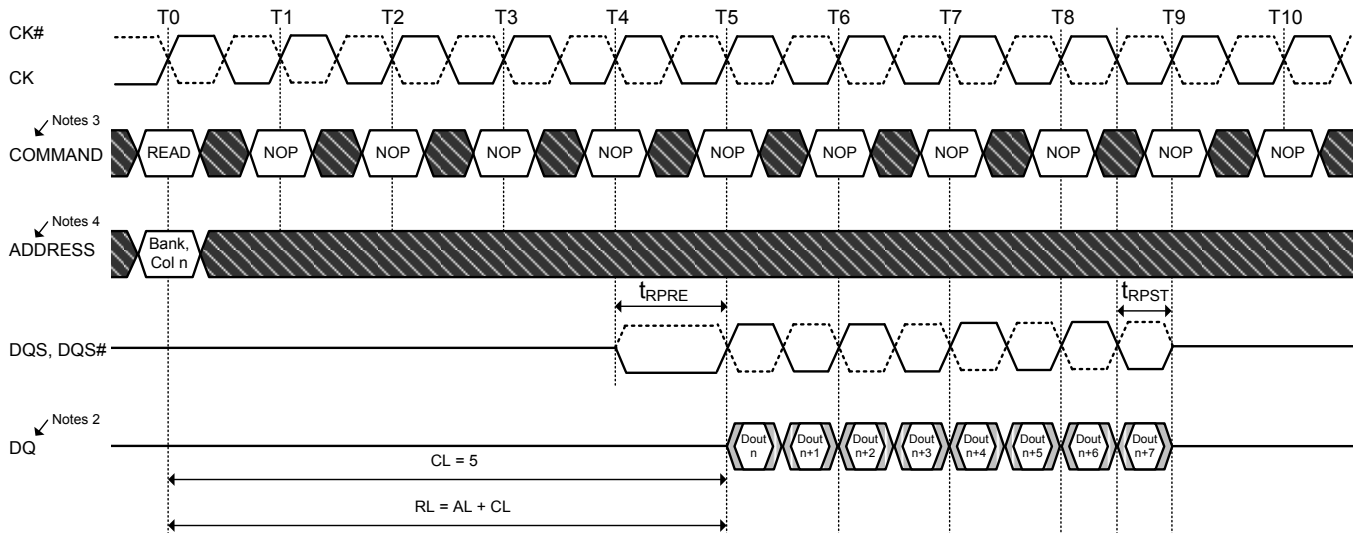 T0 T1 T2 T3 T4 T5 T6 T7 T8 T9 T10
CK#
CK
Notes 3
COMMAND READ NOP NOP NOP NOP NOP NOP NOP NOP NOP NOP
Notes 4
ADDRESS
Bank,
Col n
tRPRE tRPST
DQS, DQS#
Notes 2
DQ
Dout
n
Dout
n+1
Dout
n+2
Dout
n+3
Dout
n+4
Dout
n+5
Dout
n+6
Dout
n+7
CL = 5
RL = AL + CL